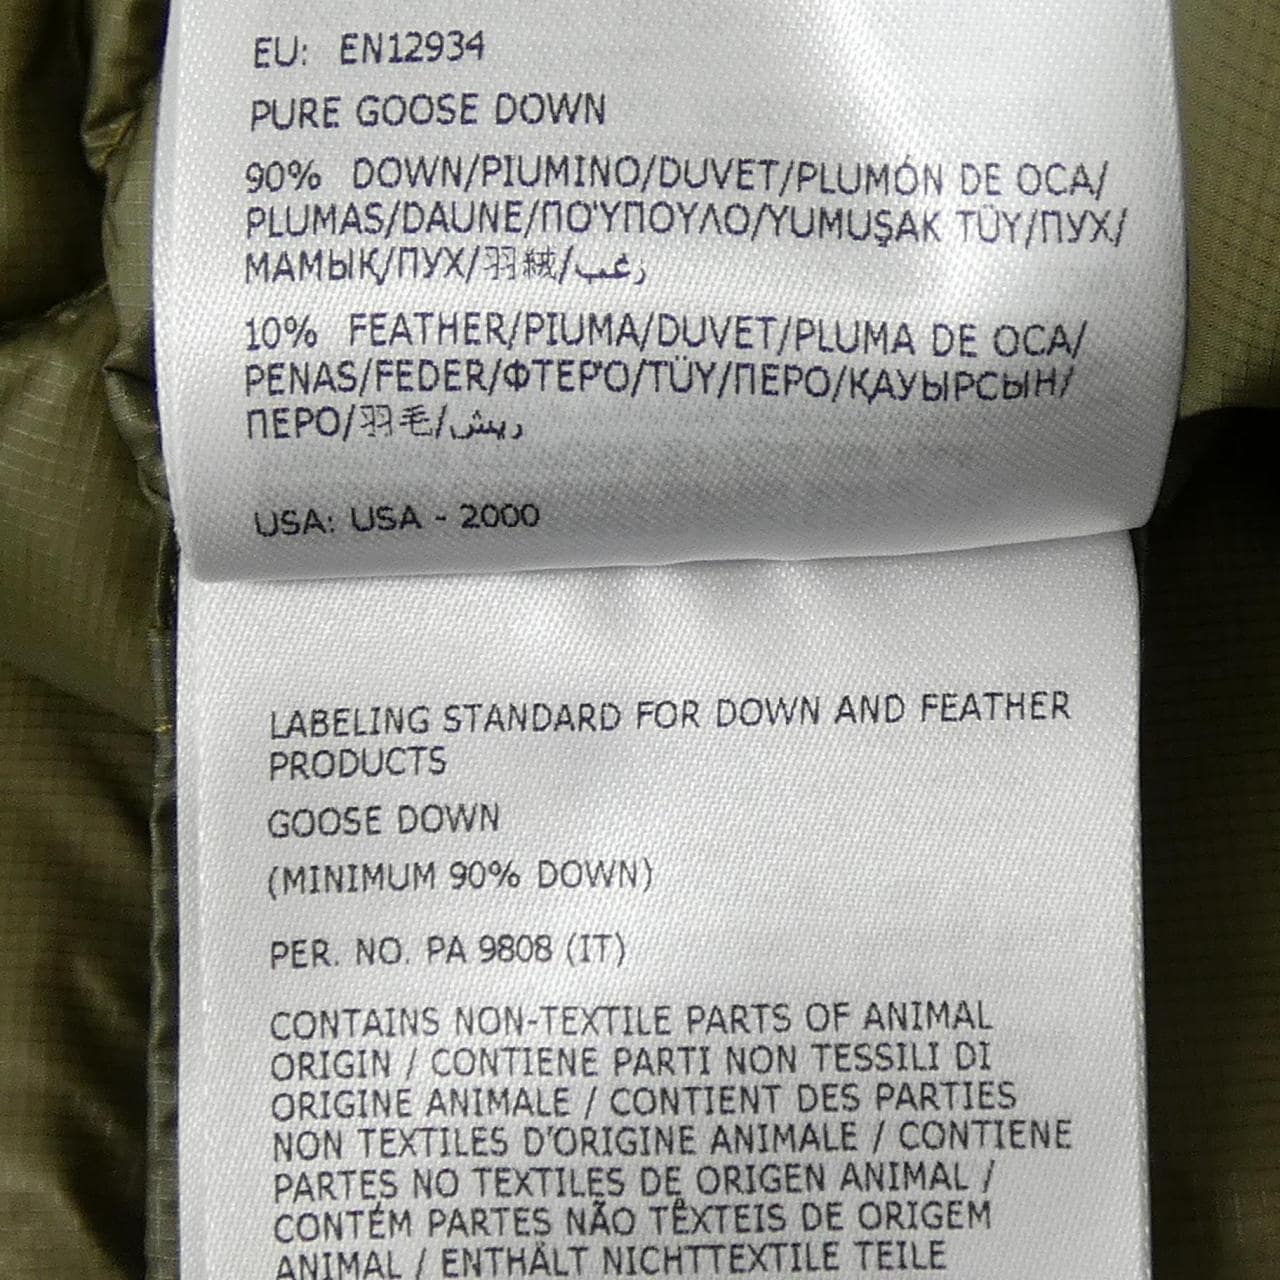 EU: EN12934
PURE GOOSE DOWN
90% DOWN/PIUMINO/DUVET/PLUMÓN DE OCA/
PLUMAS/DAUNE/ΠΟΎΠΟΥΛΟ/YUMUŞAK TÜY/ПУХ/
МАМЫҚ/ПУХ/羽絨/زغب
10% FEATHER/PIUMA/DUVET/PLUMA DE OCA/
PENAS/FEDER/ΦΤΕΡΌ/TÜY/ПЕРО/ҚАУЫРСЫН/
ПЕРО/羽毛/ريش
USA: USA - 2000
LABELING STANDARD FOR DOWN AND FEATHER
PRODUCTS
GOOSE DOWN
(MINIMUM 90% DOWN)
PER. NO. PA 9808 (IT)
CONTAINS NON-TEXTILE PARTS OF ANIMAL
ORIGIN / CONTIENE PARTI NON TESSILI DI
ORIGINE ANIMALE / CONTIENT DES PARTIES
NON TEXTILES D'ORIGINE ANIMALE / CONTIENE
PARTES NO TEXTILES DE ORIGEN ANIMAL /
CONTÉM PARTES NÃO TÊXTEIS DE ORIGEM
ANIMAL / ENTHÄLT NICHTTEXTILE TEILE